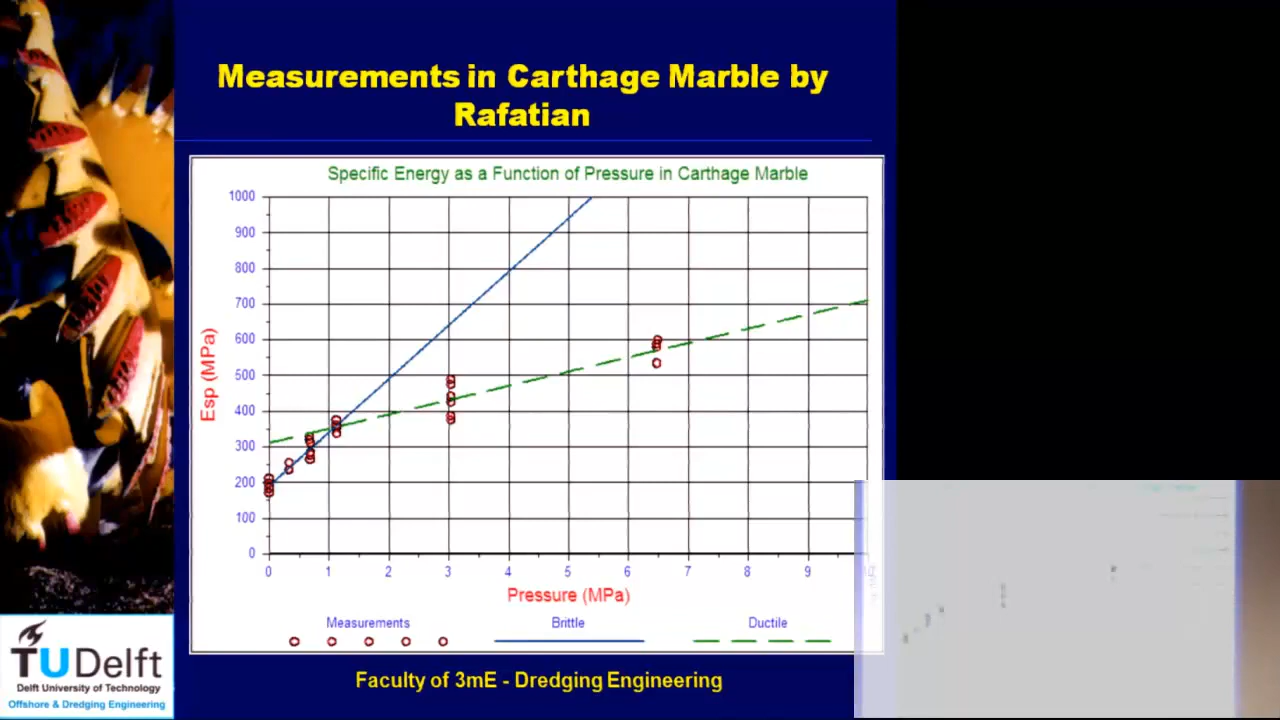 Measurements in Carthage Marble by
Rafatian
Specific Energy as a Function of Pressure in Carthage Marble
1000
900
800
700
600
500
400
300
200
100
0
Esp (MPa)
0 1 2 3 4 5 6 7 8 9 10
Pressure (MPa)
Measurements Brittle Ductile
TUDelft
Delft University of Technology
Offshore & Dredging Engineering
Faculty of 3mE - Dredging Engineering